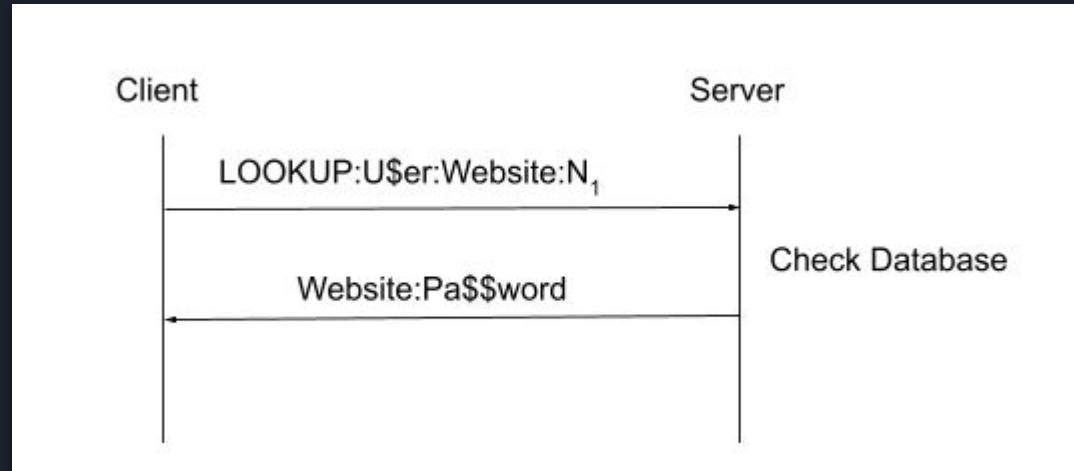 Client
Server
LOOKUP:U$er:Website:N₁
Check Database
Website:Pa$$word